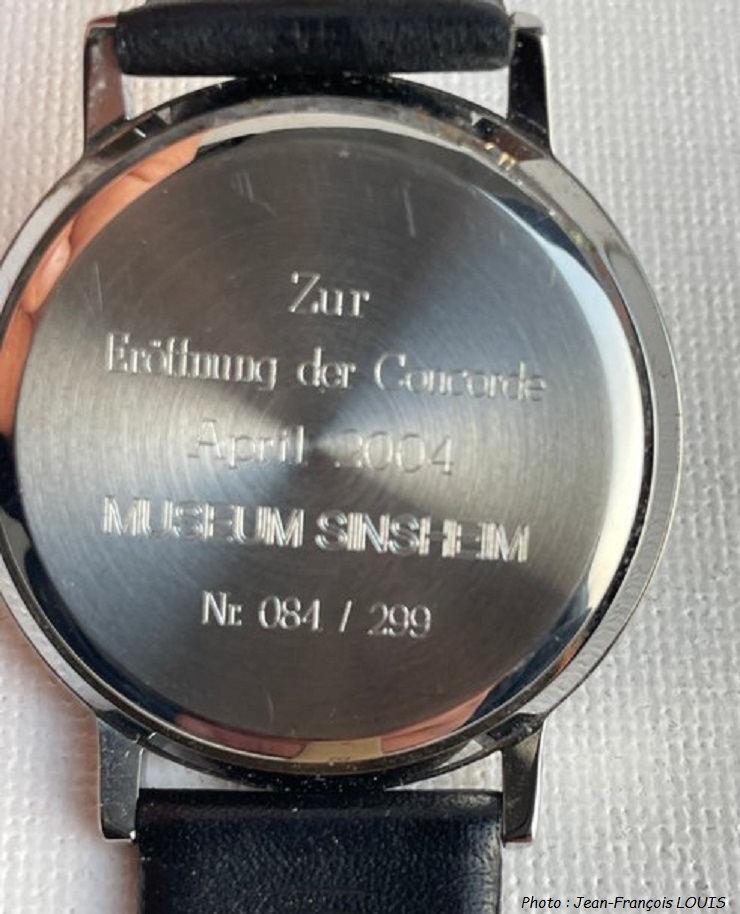 Zur
Eröffnung der Concorde
April 2004
MUSEUM SINSHEIM
Nr. 084 / 299
Photo : Jean-François LOUIS